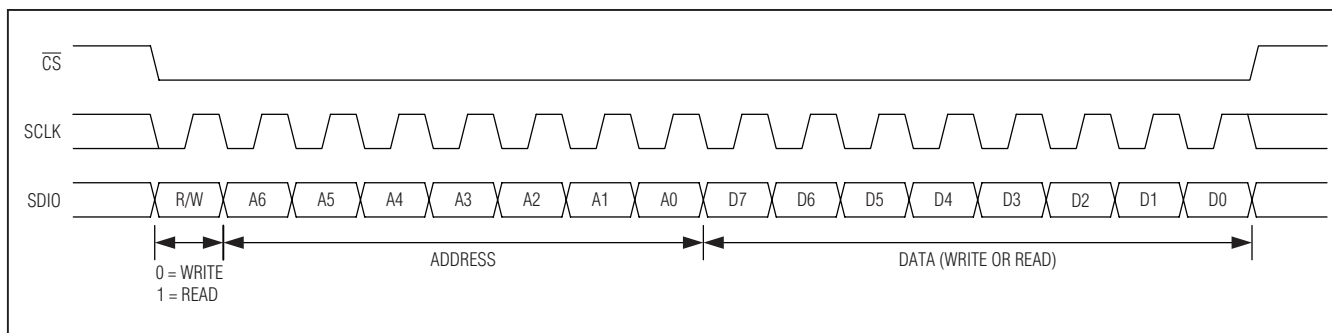 CS
SCLK
SDIO R/W A6 A5 A4 A3 A2 A1 A0 D7 D6 D5 D4 D3 D2 D1 D0
ADDRESS DATA (WRITE OR READ)
0 = WRITE
1 = READ